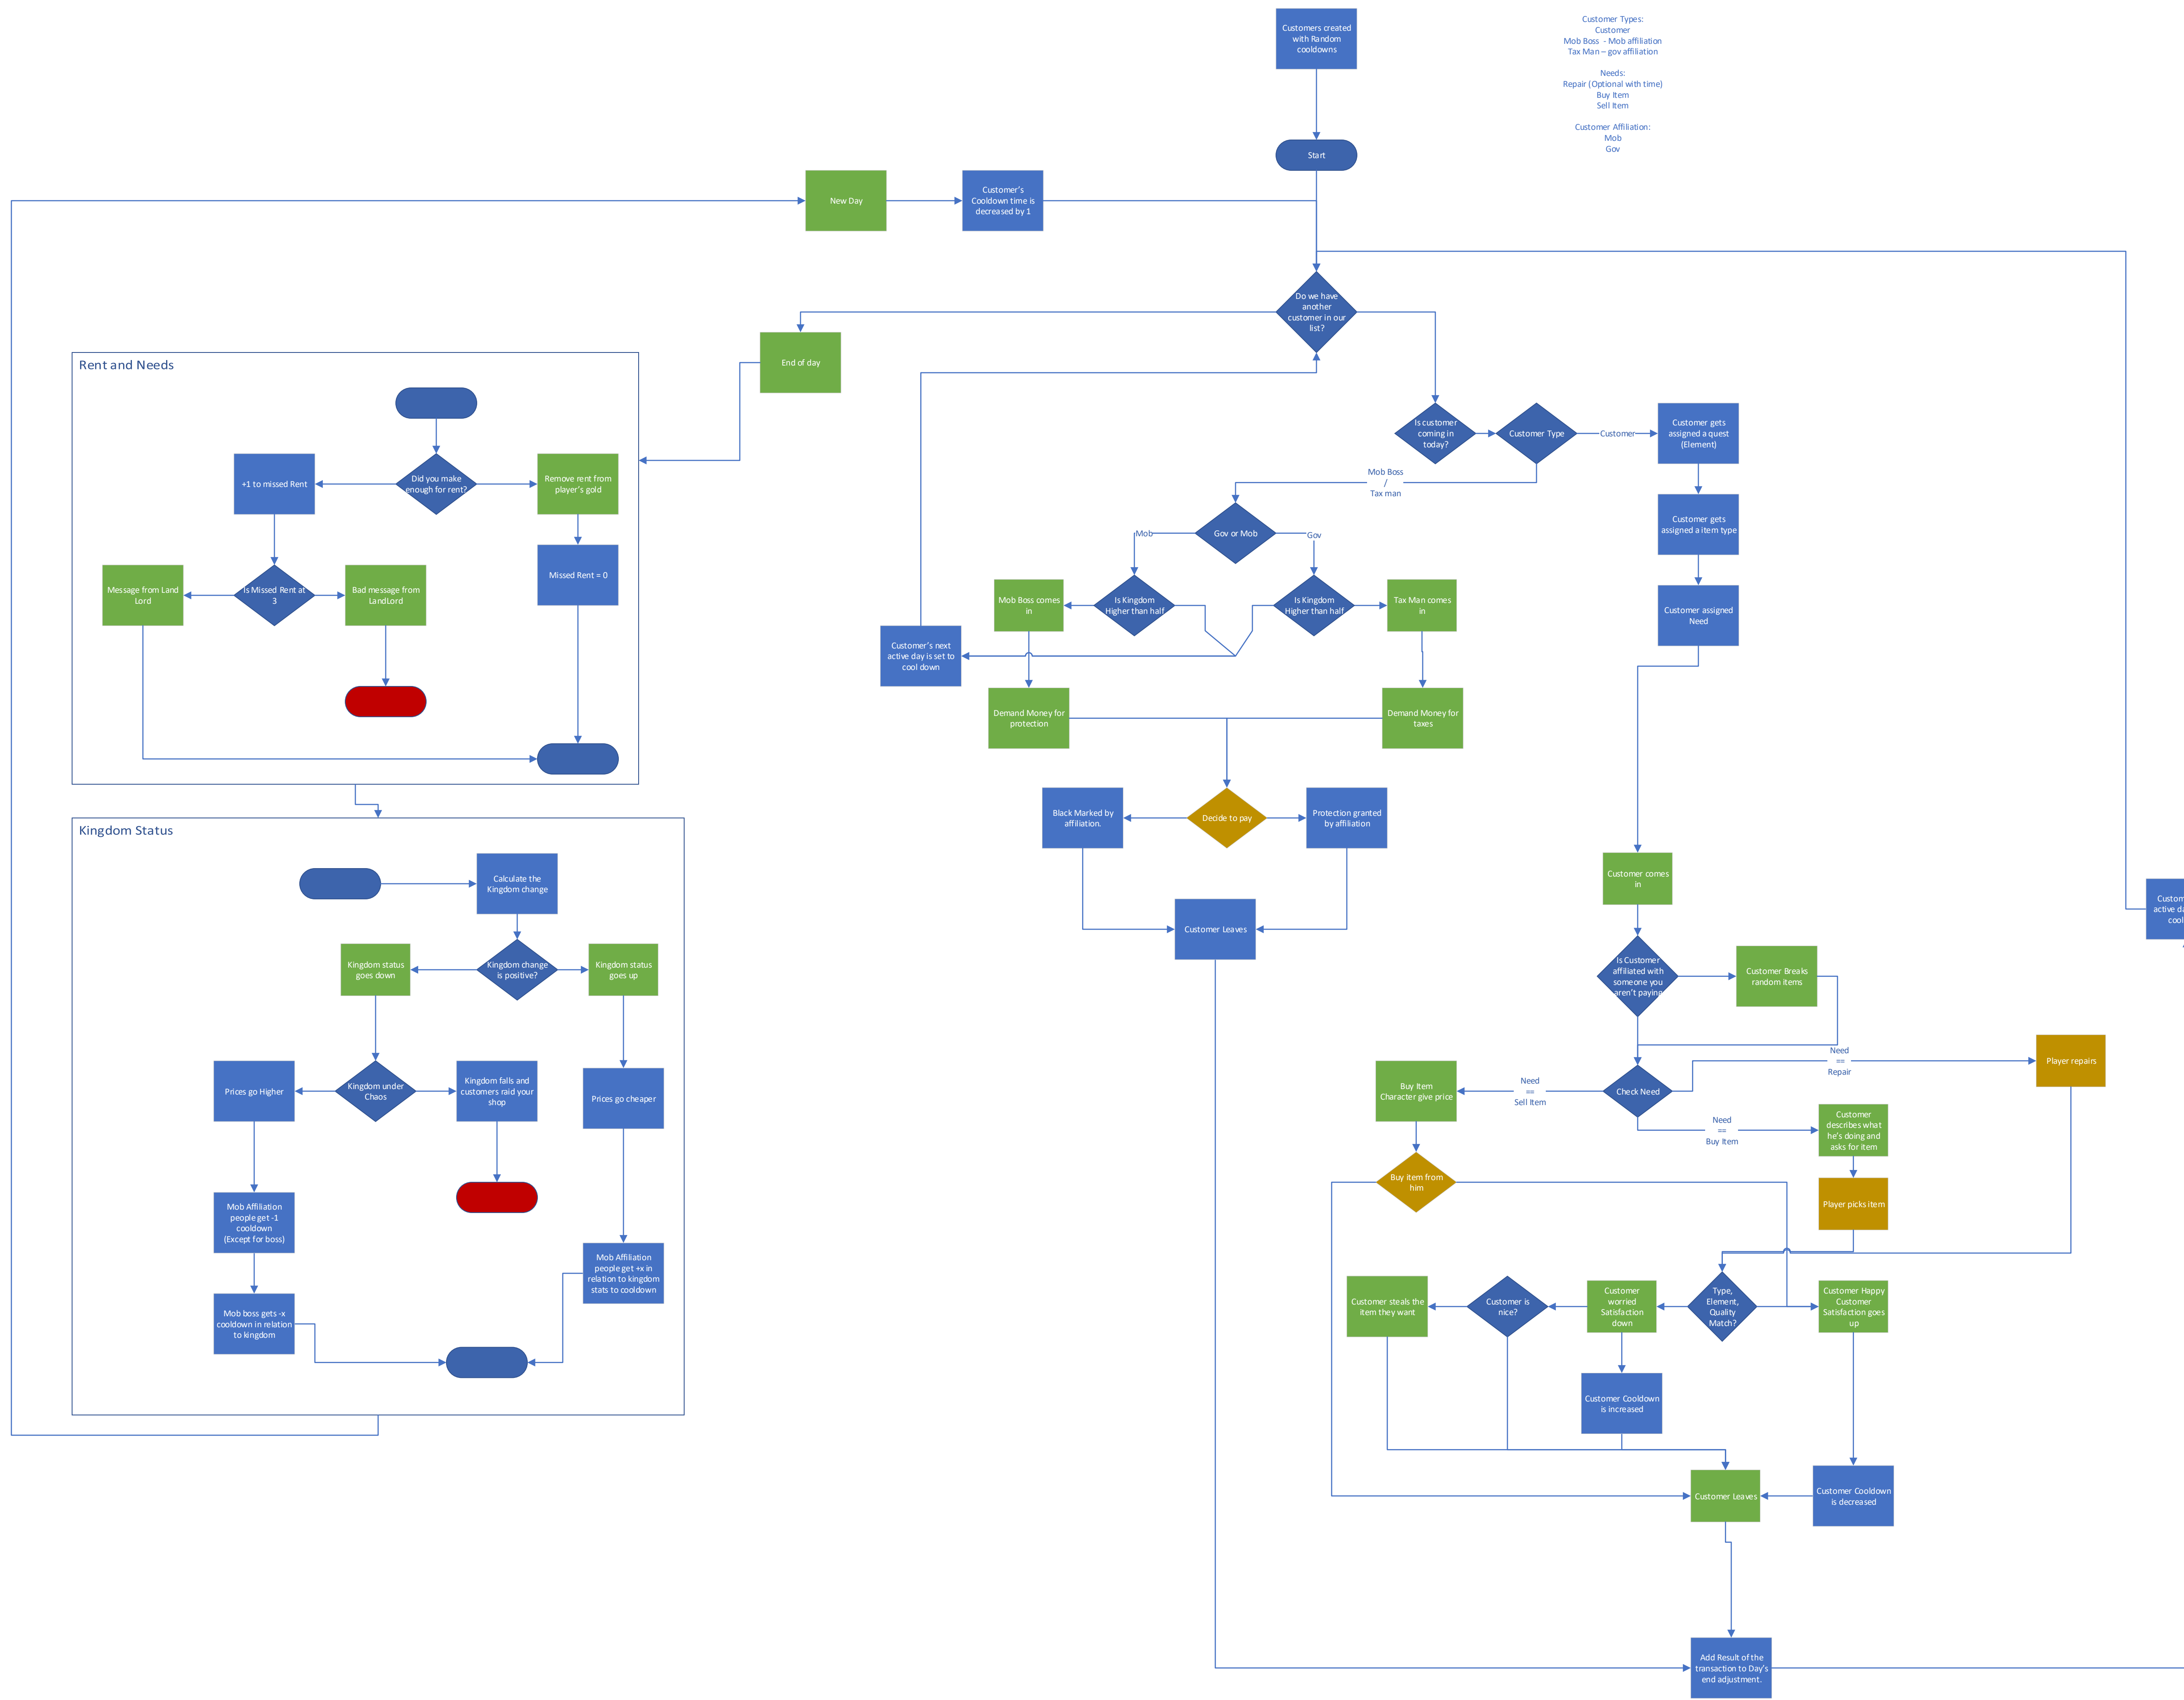 Customers created
with Random
cooldowns
Customer Types:
Customer
Mob Boss  - Mob affiliation
Tax Man – gov affiliation
Needs:
Repair (Optional with time)
Buy Item
Sell Item
Customer Affiliation:
Mob
Gov
Start
New Day
Customer's
Cooldown time is
decreased by 1
Do we have
another
customer in our
list?
End of day
Rent and Needs
Did you make
enough for rent?
+1 to missed Rent
Remove rent from
player's gold
Missed Rent = 0
Is Missed Rent at
3
Message from Land
Lord
Bad message from
LandLord
Is customer
coming in
today?
Customer Type
Customer
Customer gets
assigned a quest
(Element)
Customer gets
assigned a item type
Customer assigned
Need
Mob Boss
/
Tax man
Gov or Mob
Mob
Gov
Mob Boss comes
in
Is Kingdom
Higher than half
Is Kingdom
Higher than half
Tax Man comes
in
Customer's next
active day is set to
cool down
Demand Money for
protection
Demand Money for
taxes
Black Marked by
affiliation.
Decide to pay
Protection granted
by affiliation
Customer Leaves
Kingdom Status
Calculate the
Kingdom change
Kingdom status
goes down
Kingdom change
is positive?
Kingdom status
goes up
Prices go Higher
Kingdom under
Chaos
Kingdom falls and
customers raid your
shop
Prices go cheaper
Mob Affiliation
people get -1
cooldown
(Except for boss)
Mob Affiliation
people get +x in
relation to kingdom
stats to cooldown
Mob boss gets -x
cooldown in relation
to kingdom
Customer comes
in
Is Customer
affiliated with
someone you
aren't paying
Customer Breaks
random items
Check Need
Need
==
Repair
Player repairs
Need
==
Sell Item
Buy Item
Character give price
Need
==
Buy Item
Customer
describes what
he's doing and
asks for item
Buy item from
him
Player picks item
Customer steals the
item they want
Customer is
nice?
Customer
worried
Satisfaction
down
Type,
Element,
Quality
Match?
Customer Happy
Customer
Satisfaction goes
up
Customer Cooldown
is increased
Customer Leaves
Customer Cooldown
is decreased
Add Result of the
transaction to Day's
end adjustment.
Custom
active da
cool